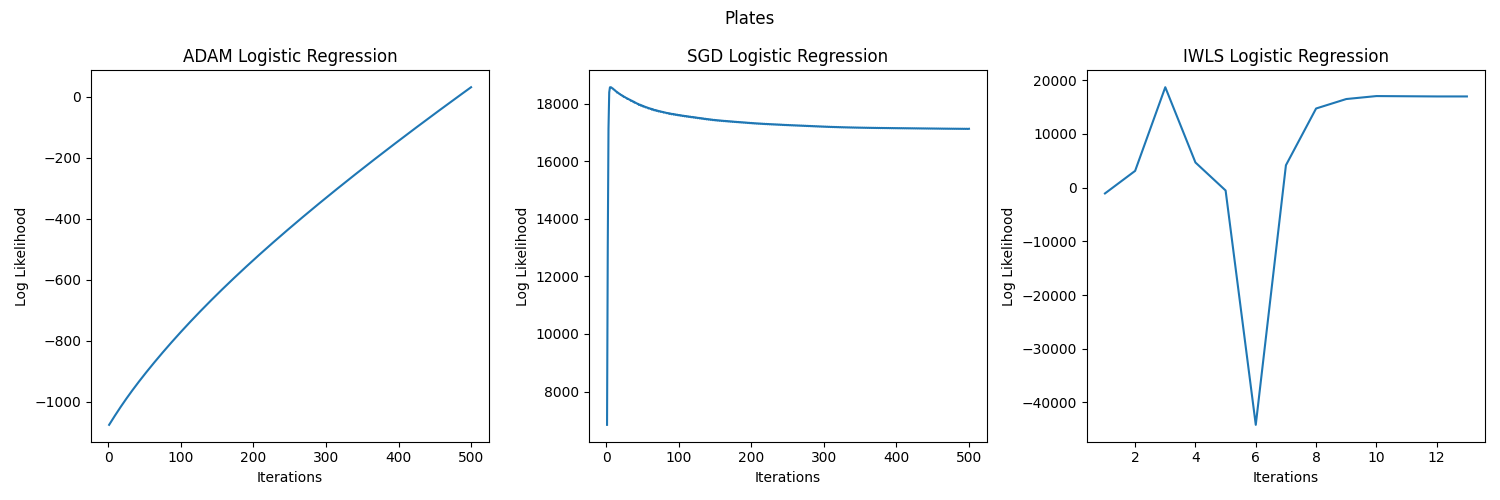 Plates
ADAM Logistic Regression
SGD Logistic Regression
IWLS Logistic Regression
Log Likelihood
0
−200
−400
−600
−800
−1000
0 100 200 300 400 500
Iterations
Log Likelihood
18000
16000
14000
12000
10000
8000
0 100 200 300 400 500
Iterations
Log Likelihood
20000
10000
0
−10000
−20000
−30000
−40000
2 4 6 8 10 12
Iterations